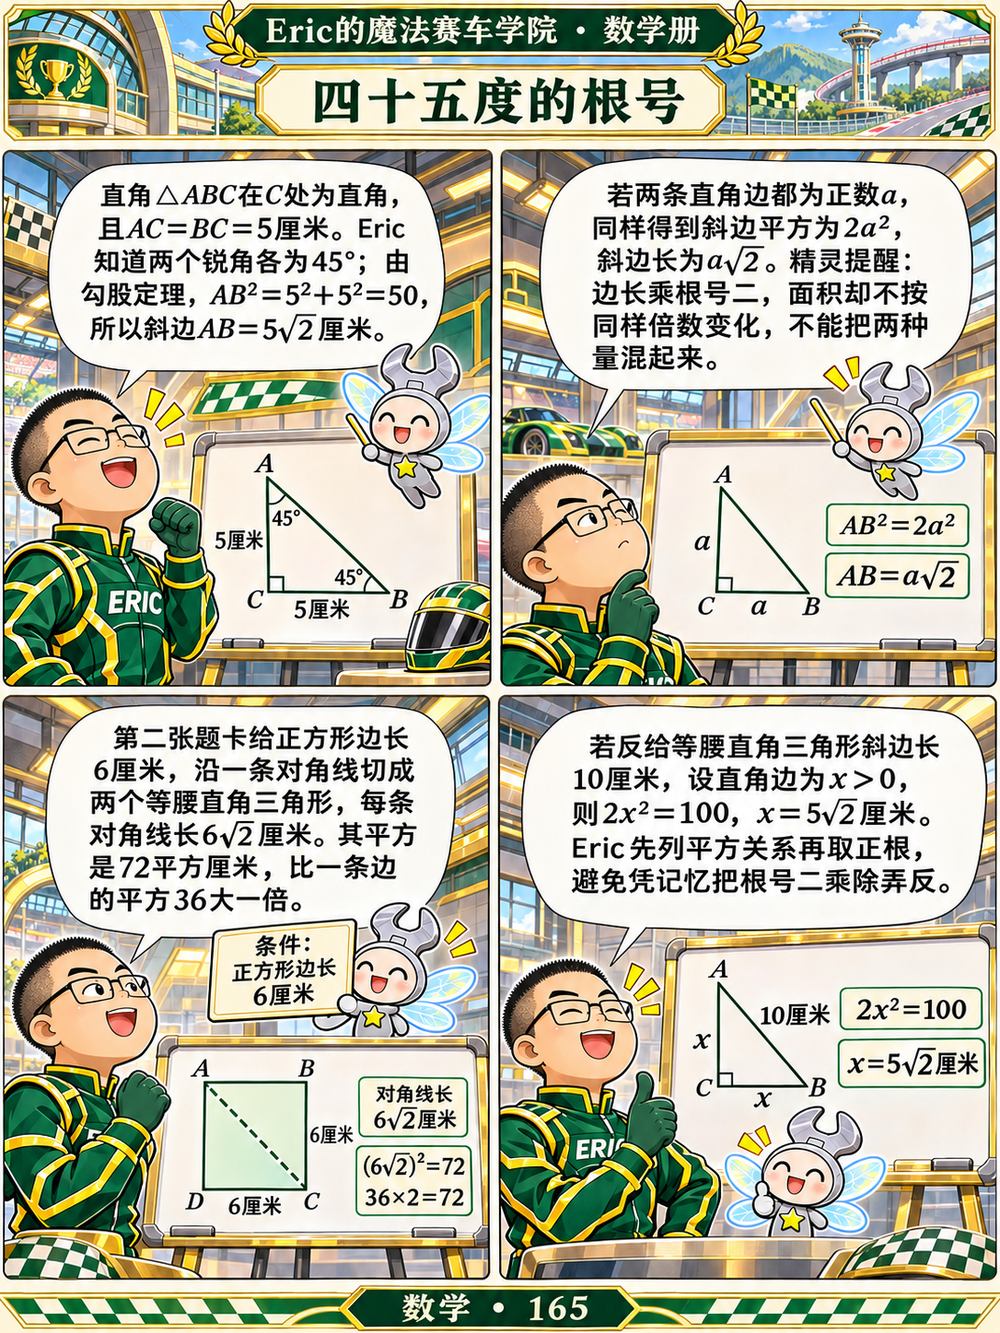 Eric的魔法赛车学院 · 数学册
四十五度的根号
直角△ABC在C处为直角，
且AC=BC=5厘米。Eric
知道两个锐角各为45°；由
勾股定理，AB²=5²+5²=50，
所以斜边AB=5√2厘米。
A
45°
5厘米
45°
C
B
5厘米
ERIC
若两条直角边都为正数a，
同样得到斜边平方为2a²，
斜边长为a√2。精灵提醒：
边长乘根号二，面积却不按
同样倍数变化，不能把两种
量混起来。
A
a
C
a
B
AB²=2a²
AB=a√2
第二张题卡给正方形边长
6厘米，沿一条对角线切成
两个等腰直角三角形，每条
对角线长6√2厘米。其平方
是72平方厘米，比一条边
的平方36大一倍。
条件：
正方形边长
6厘米
A
B
6厘米
D
6厘米
C
对角线长
6√2厘米
(6√2)²=72
36×2=72
若反给等腰直角三角形斜边长
10厘米，设直角边为x>0，
则2x²=100，x=5√2厘米。
Eric先列平方关系再取正根，
避免凭记忆把根号二乘除弄反。
A
10厘米
x
C
x
B
2x²=100
x=5√2厘米
数学 · 165